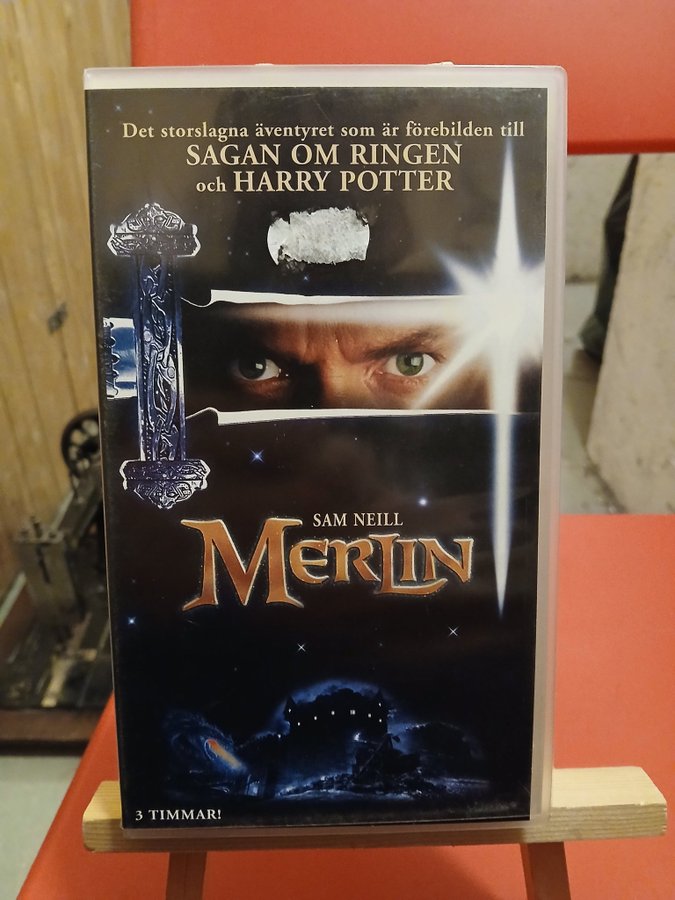 Det storslagna äventyret som är förebilden till
SAGAN OM RINGEN
och HARRY POTTER
SAM NEILL
MERLIN
3 TIMMAR!